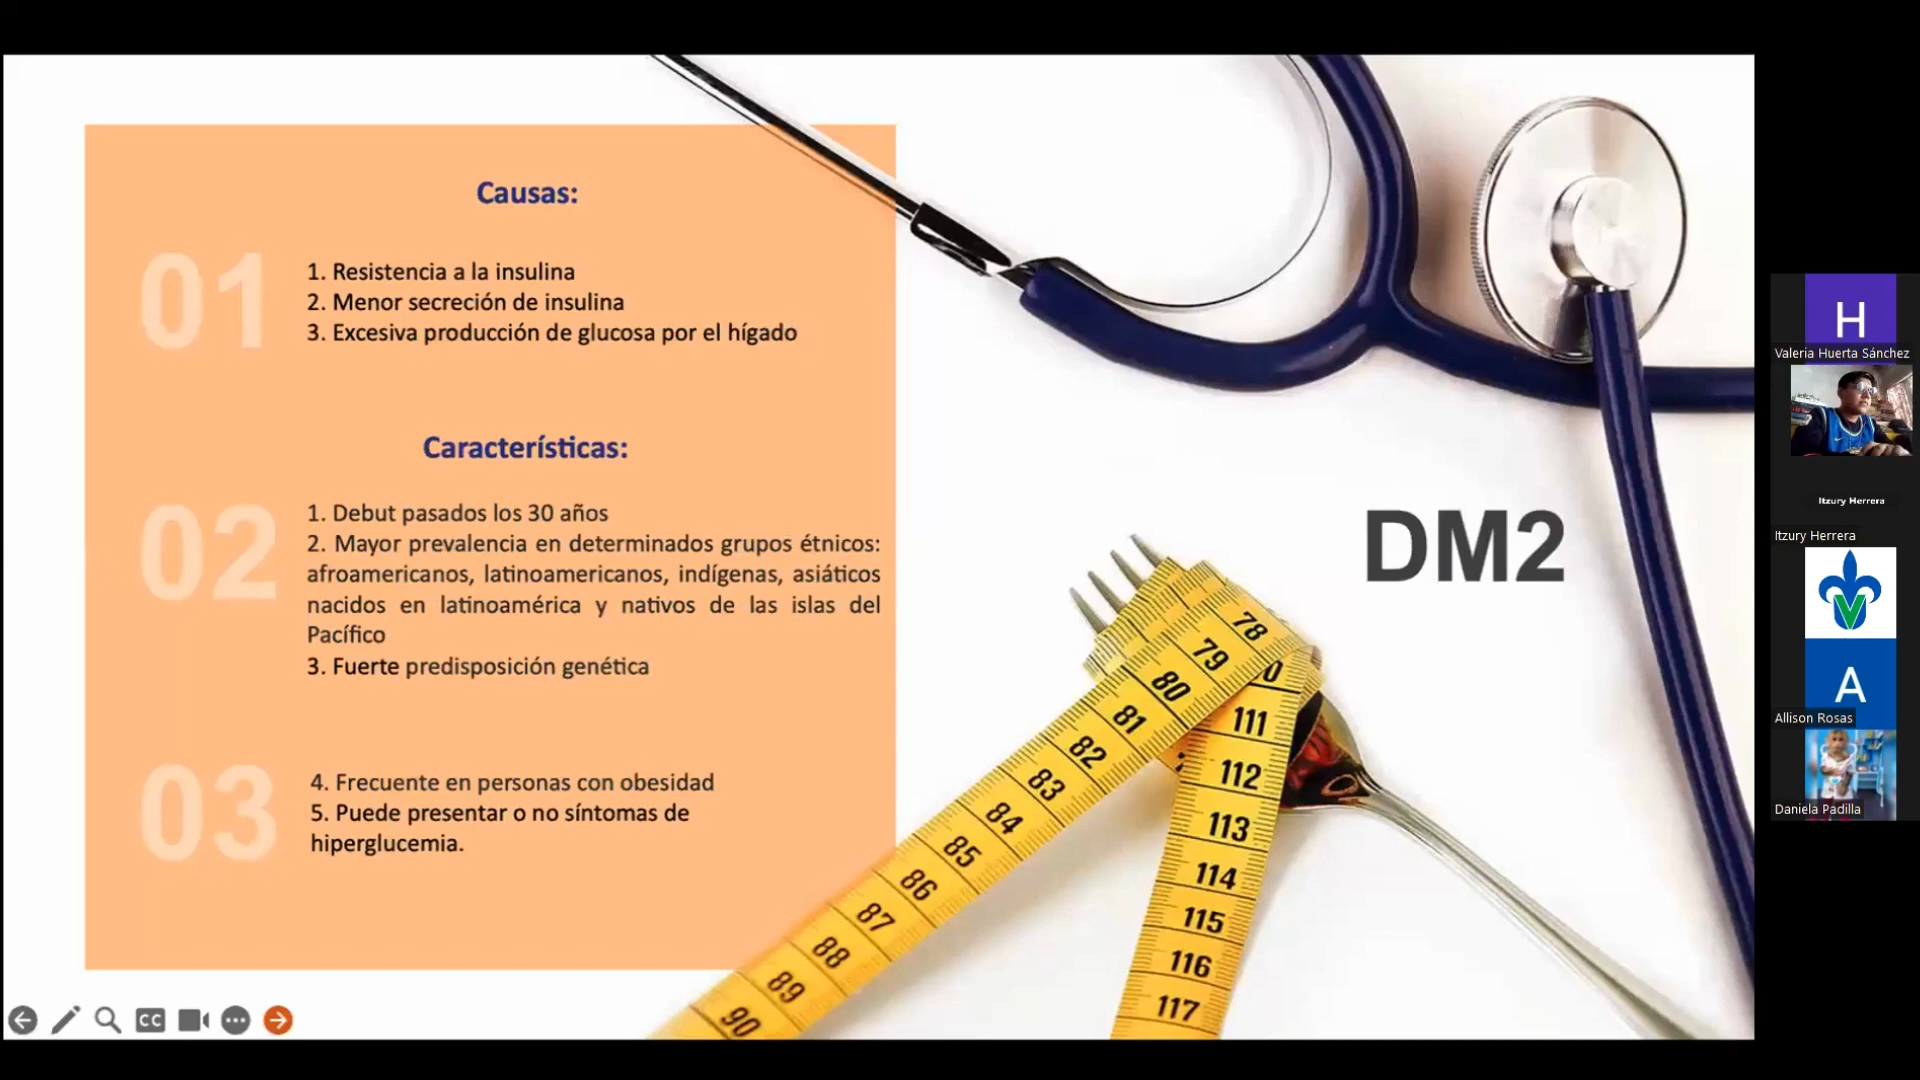 Causas:
01
1. Resistencia a la insulina
2. Menor secreción de insulina
3. Excesiva producción de glucosa por el hígado
Características:
02
1. Debut pasados los 30 años
2. Mayor prevalencia en determinados grupos étnicos:
afroamericanos, latinoamericanos, indígenas, asiáticos
nacidos en latinoamérica y nativos de las islas del
Pacífico
3. Fuerte predisposición genética
03
4. Frecuente en personas con obesidad
5. Puede presentar o no síntomas de
hiperglucemia.
DM2
78
79
80
81
82
83
84
85
86
87
88
89
90
0
111
112
113
114
115
116
117
CC
H
Valeria Huerta Sánchez
Itzury Herrera
Itzury Herrera
A
Allison Rosas
Daniela Padilla